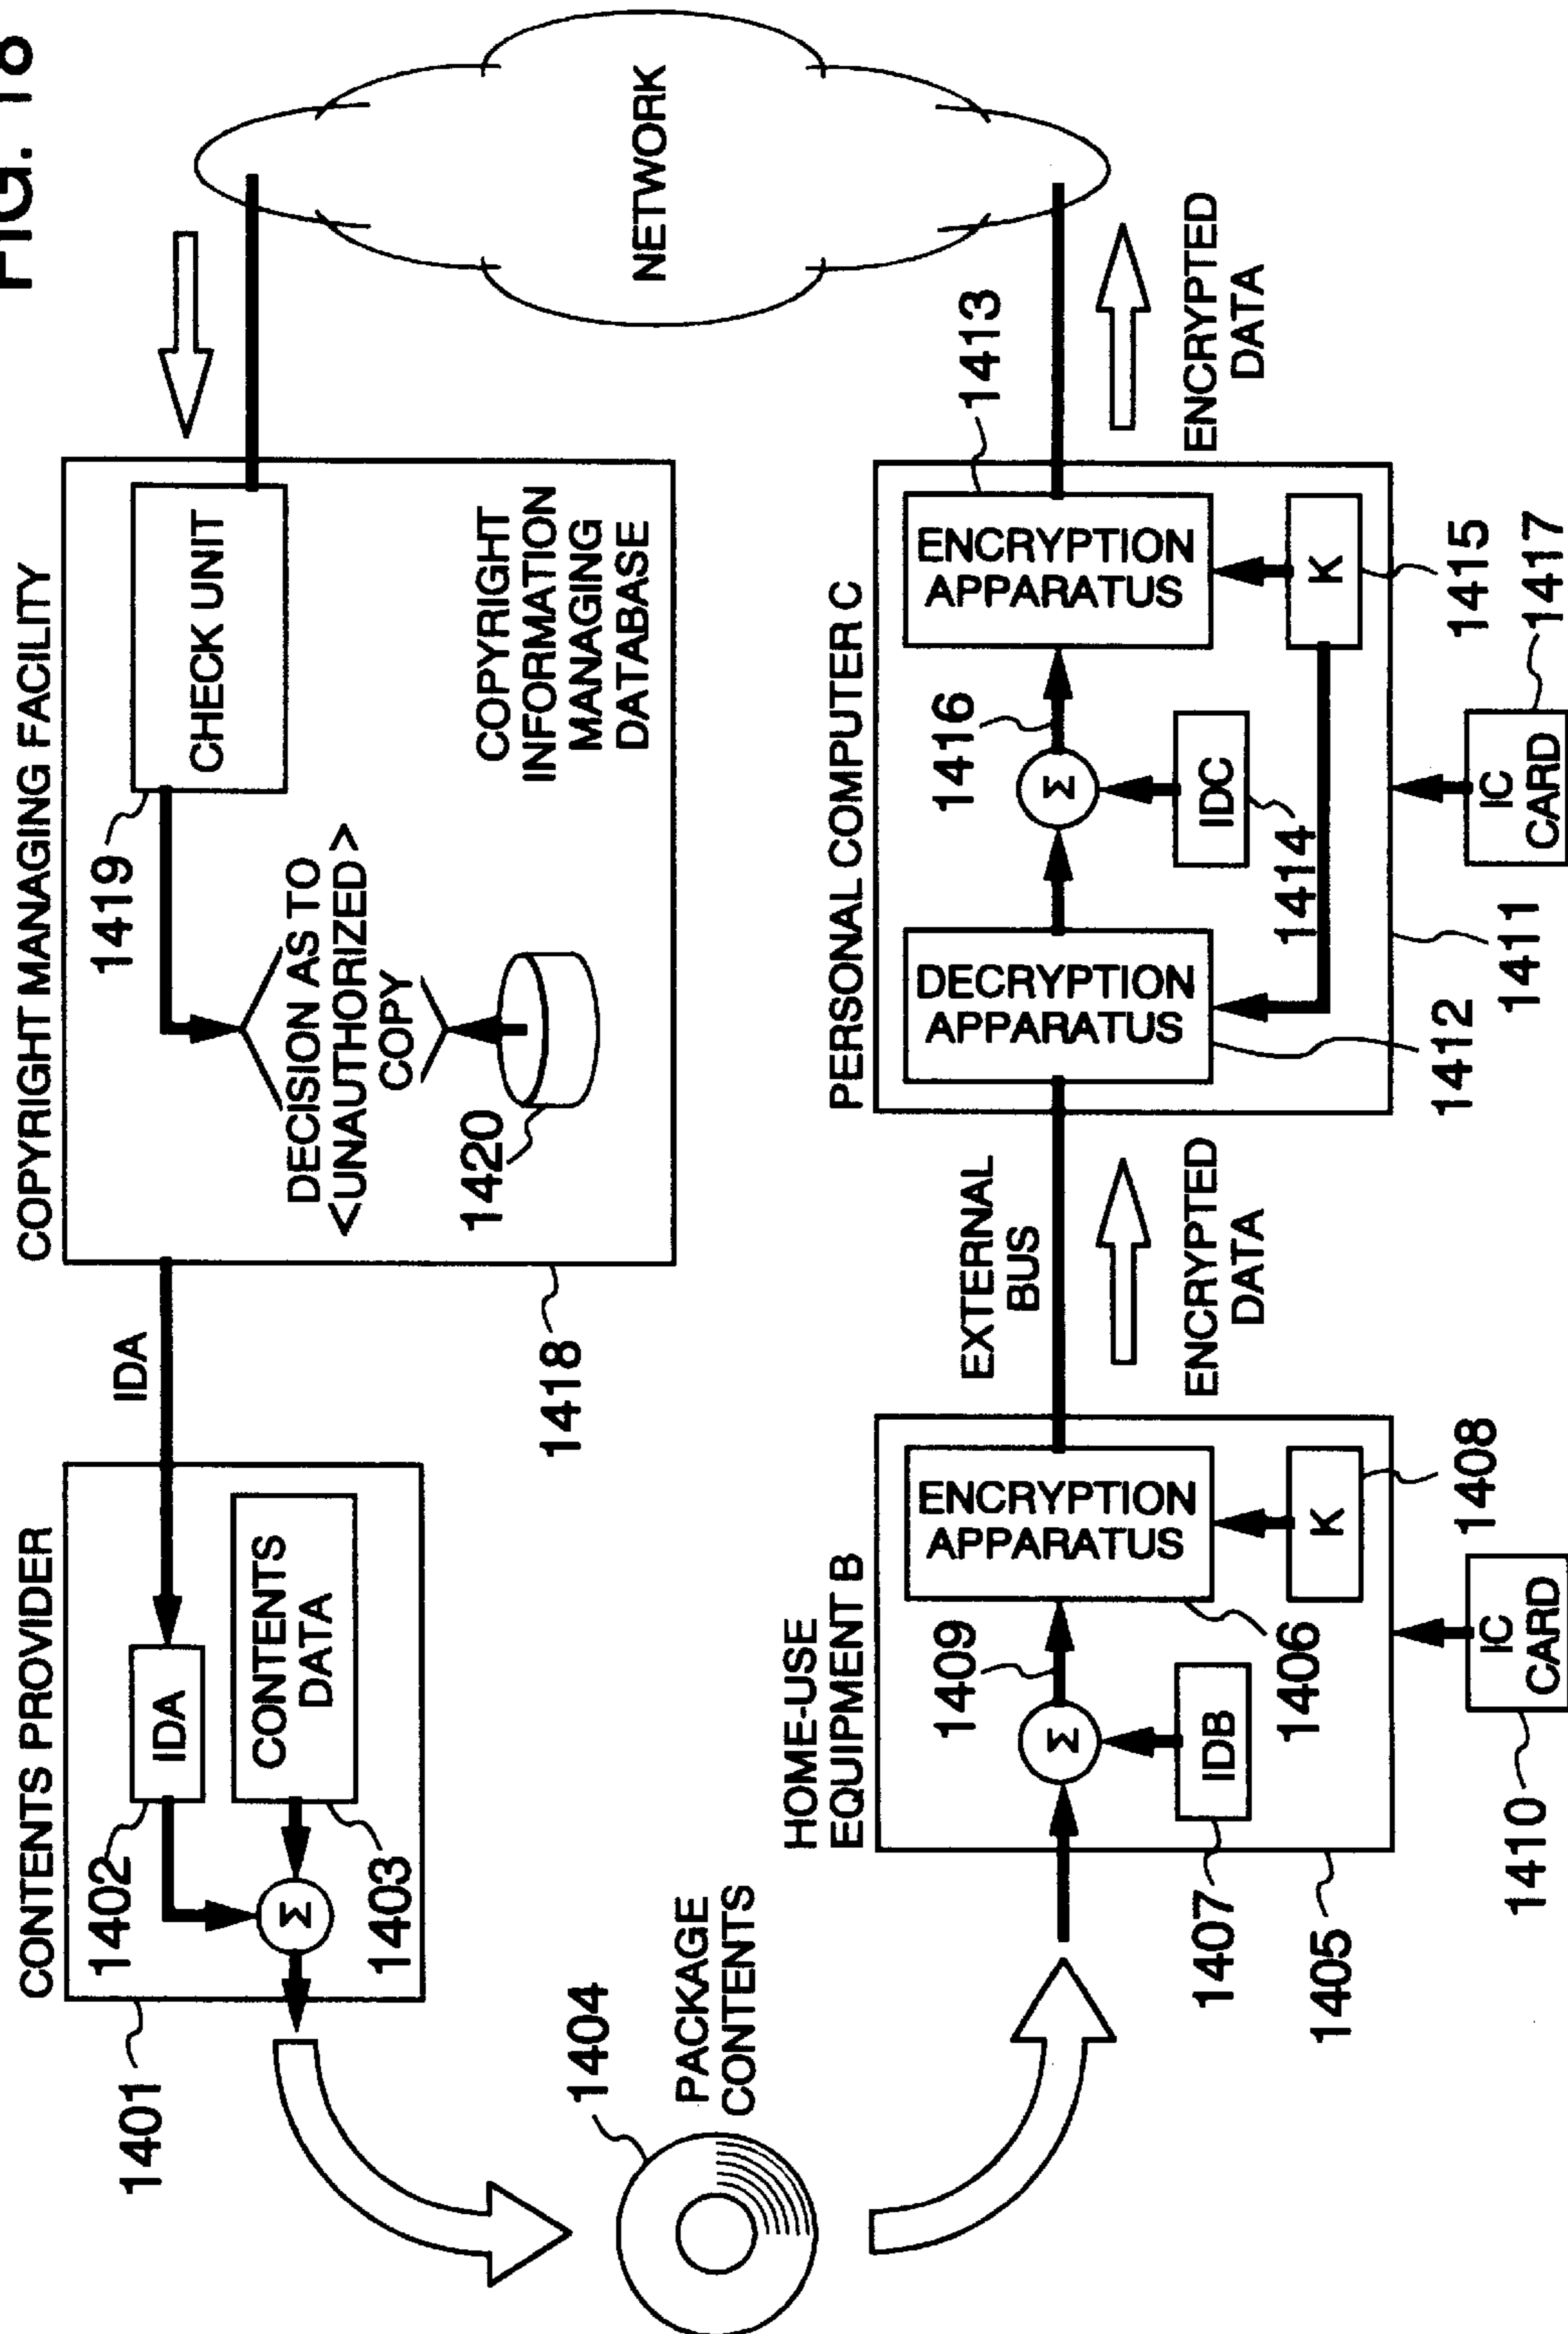 FIG. 18
CONTENTS PROVIDER
1401
1402
IDA
CONTENTS
DATA
Σ
1403
IDA
COPYRIGHT MANAGING FACILITY
1419
CHECK UNIT
DECISION AS TO
<UNAUTHORIZED>
COPY
1420
COPYRIGHT
INFORMATION
MANAGING
DATABASE
1418
NETWORK
1404
PACKAGE
CONTENTS
HOME-USE
EQUIPMENT B
1409
Σ
ENCRYPTION
APPARATUS
IDB
1407
1406
K
1408
1405
IC
CARD
1410
EXTERNAL
BUS
ENCRYPTED
DATA
PERSONAL COMPUTER C
DECRYPTION
APPARATUS
1416
Σ
ENCRYPTION
APPARATUS
1413
IDC
1414
K
1415
1412
1411
IC
CARD
1417
ENCRYPTED
DATA